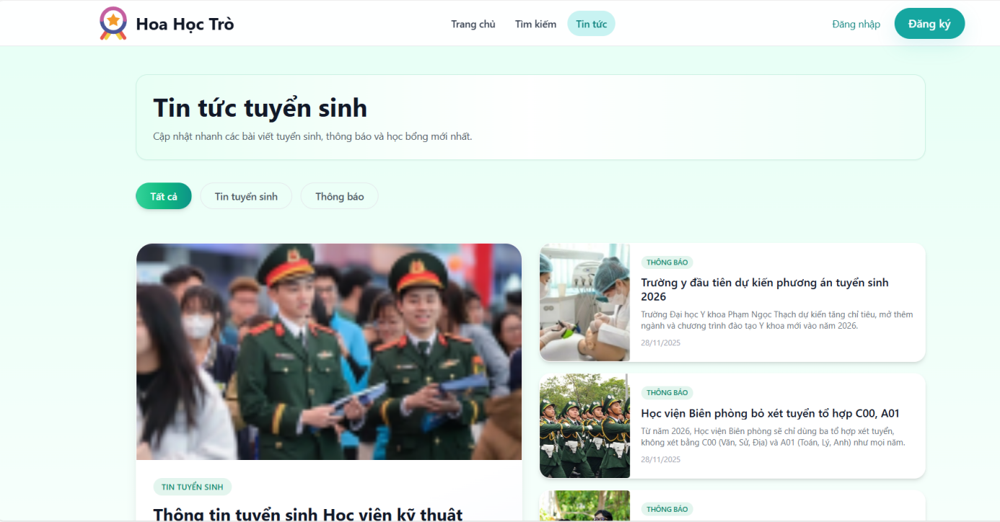 Hoa Học Trò
Trang chủ
Tìm kiếm
Tin tức
Đăng nhập
Đăng ký
Tin tức tuyển sinh
Cập nhật nhanh các bài viết tuyển sinh, thông báo và học bổng mới nhất.
Tất cả
Tin tuyển sinh
Thông báo
TIN TUYỂN SINH
Thông tin tuyển sinh Học viện kỹ thuật
THÔNG BÁO
Trường y đầu tiên dự kiến phương án tuyển sinh
2026
Trường Đại học Y khoa Phạm Ngọc Thạch dự kiến tăng chỉ tiêu, mở thêm
ngành và chương trình đào tạo Y khoa mới vào năm 2026.
28/11/2025
THÔNG BÁO
Học viện Biên phòng bỏ xét tuyển tổ hợp C00, A01
Từ năm 2026, Học viện Biên phòng sẽ chỉ dùng ba tổ hợp xét tuyển,
không xét bằng C00 (Văn, Sử, Địa) và A01 (Toán, Lý, Anh) như mọi năm.
28/11/2025
THÔNG BÁO